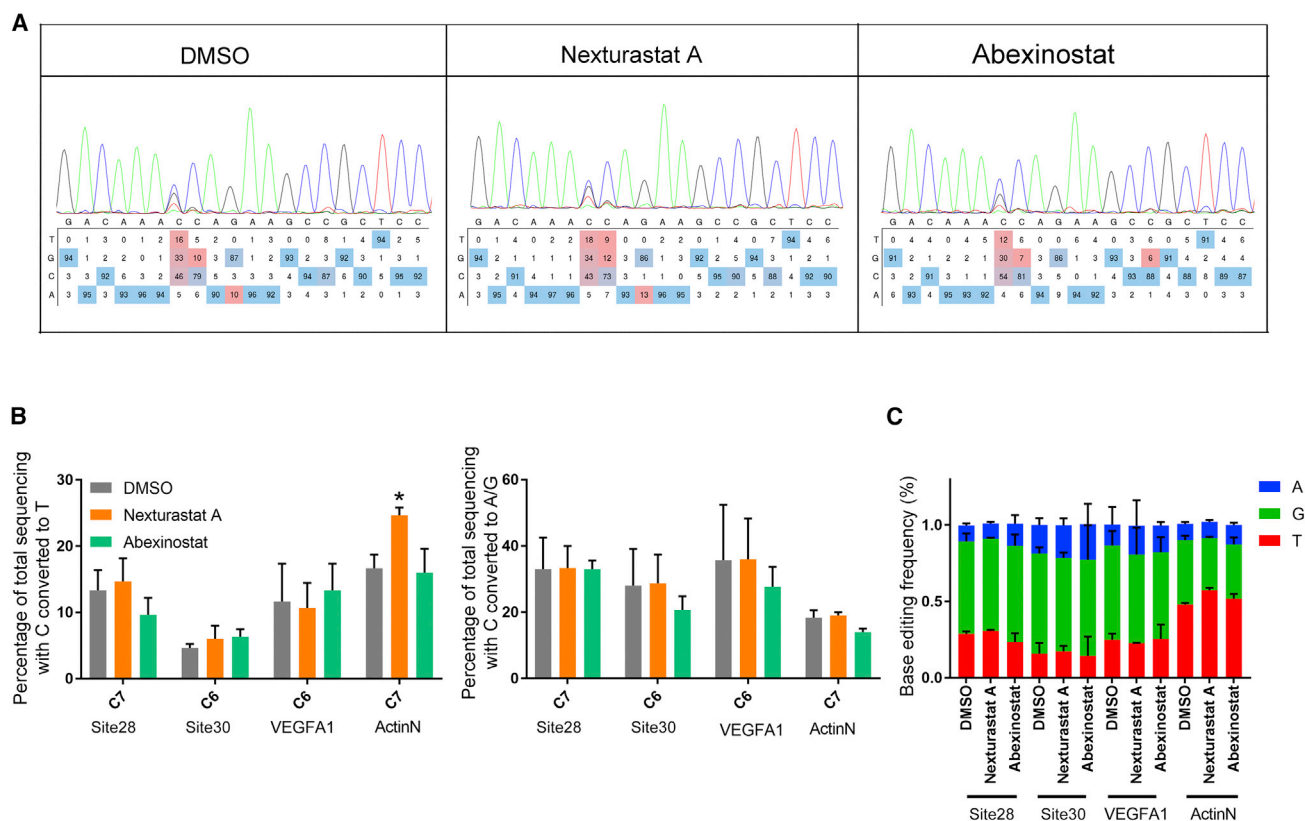 A
DMSO
Nexturastat A
Abexinostat
G A C A A A C C A G A A G C C G C T C C
T 0 1 3 0 1 2 16 5 2 0 1 3 0 0 8 1 4 94 2 5
G 94 1 2 2 1 1 33 10 3 87 1 2 93 2 3 92 2 2 1 1
C 3 3 92 6 2 2 46 79 5 3 3 3 4 94 87 6 90 5 95 92
A 3 95 3 93 96 94 5 6 90 10 96 92 3 4 3 1 2 0 1 3
G A C A A A C C A G A A G C C G C T C C
T 0 1 4 0 2 2 18 9 0 0 2 2 0 1 2 1 4 94 4 6
G 94 1 2 1 1 1 34 12 3 86 1 1 92 2 5 94 5 2 1 2
C 3 2 91 4 1 1 43 73 3 1 1 3 5 95 90 4 88 4 92 90
A 3 95 4 94 97 96 5 7 93 13 96 95 3 2 2 1 2 1 3 3
G A C A A A C C A G A A G C C G C T C C
T 0 4 4 0 4 5 12 6 0 0 6 4 0 3 6 0 5 91 4 6
G 91 2 2 2 1 1 30 7 3 86 1 3 93 3 6 91 4 3 3 4
C 3 2 91 3 1 1 54 81 3 5 0 1 4 93 88 4 88 4 89 87
A 6 93 4 95 93 92 4 6 94 9 94 92 3 2 1 4 3 0 3 3
B
Percentage of total sequencing
with C converted to T
30
20
10
0
DMSO
Nexturastat A
Abexinostat
*
C7 C6 C6 C7
Site28 Site30 VEGFA1 ActinN
Percentage of total sequencing
with C converted to A/G
60
40
20
0
C7 C6 C6 C7
Site28 Site30 VEGFA1 ActinN
C
Base editing frequency (%)
1.0
0.5
0.0
A
G
T
DMSO
Nexturastat A
Abexinostat
DMSO
Nexturastat A
Abexinostat
DMSO
Nexturastat A
Abexinostat
DMSO
Nexturastat A
Abexinostat
Site28 Site30 VEGFA1 ActinN